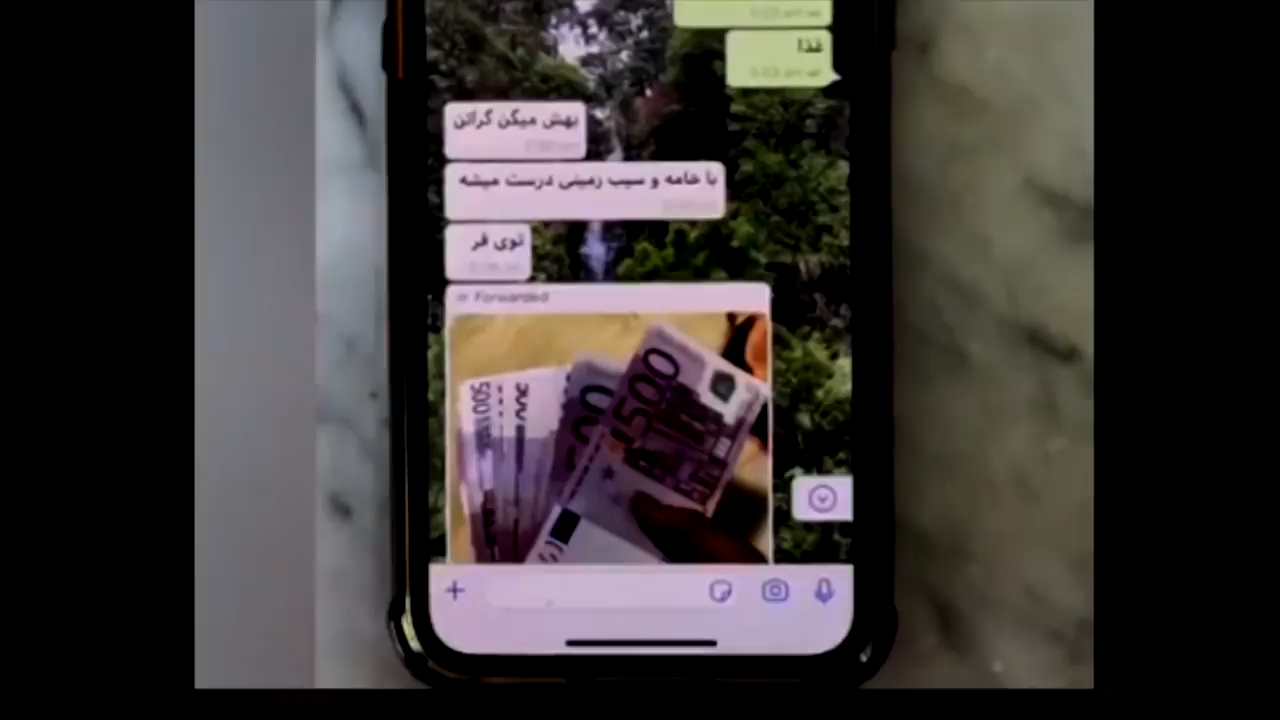 غذا
بهش میگن گراتن
با خامه و سیب زمینی درست میشه
توی فر
Forwarded
500
500